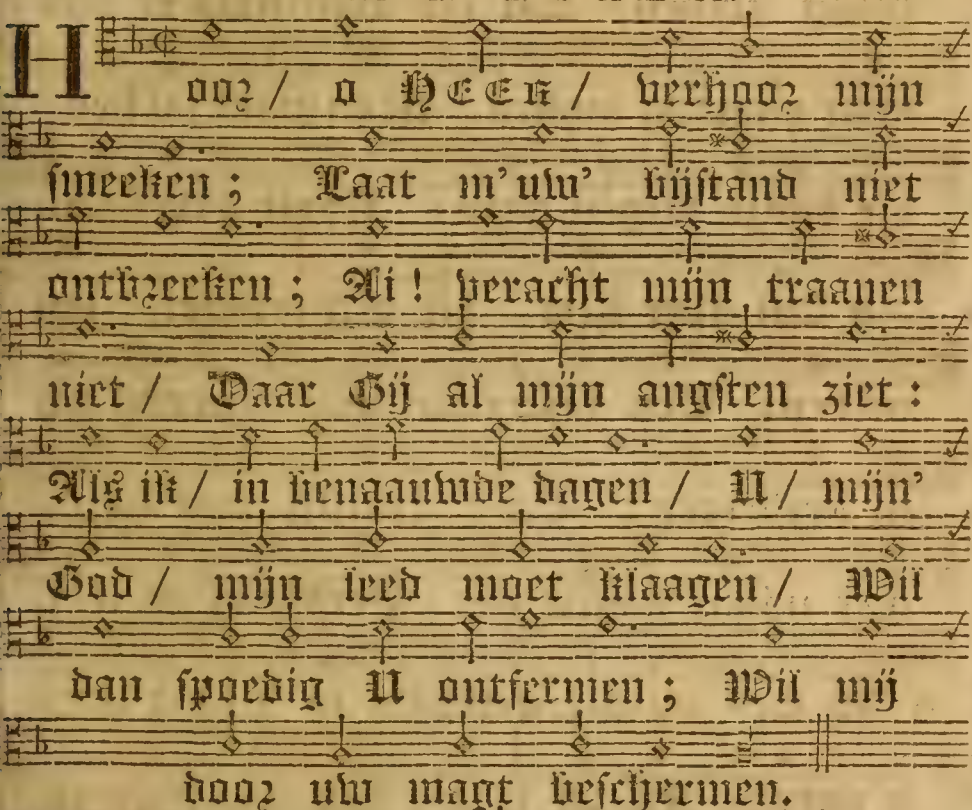 Hoor / o HEER / verhoor mijn
smeeken ; Laat m' uw' bijstand niet
ontbreeken ; Ai ! veracht mijn traanen
niet / Daar Gij al mijn angsten ziet :
Als ik / in benaauwde dagen / U / mijn'
God / mijn leed moet klaagen / Wil
dan spoedig U ontfermen ; Wil mij
door uw magt beschermen.